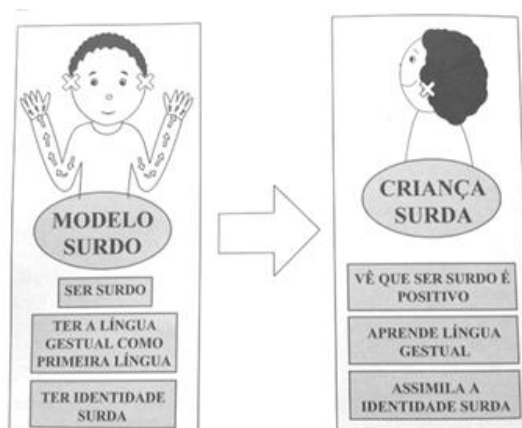 MODELO
SURDO
SER SURDO
TER A LÍNGUA
GESTUAL COMO
PRIMEIRA LÍNGUA
TER IDENTIDADE
SURDA
CRIANÇA
SURDA
VÊ QUE SER SURDO É
POSITIVO
APRENDE LÍNGUA
GESTUAL
ASSIMILA A
IDENTIDADE SURDA